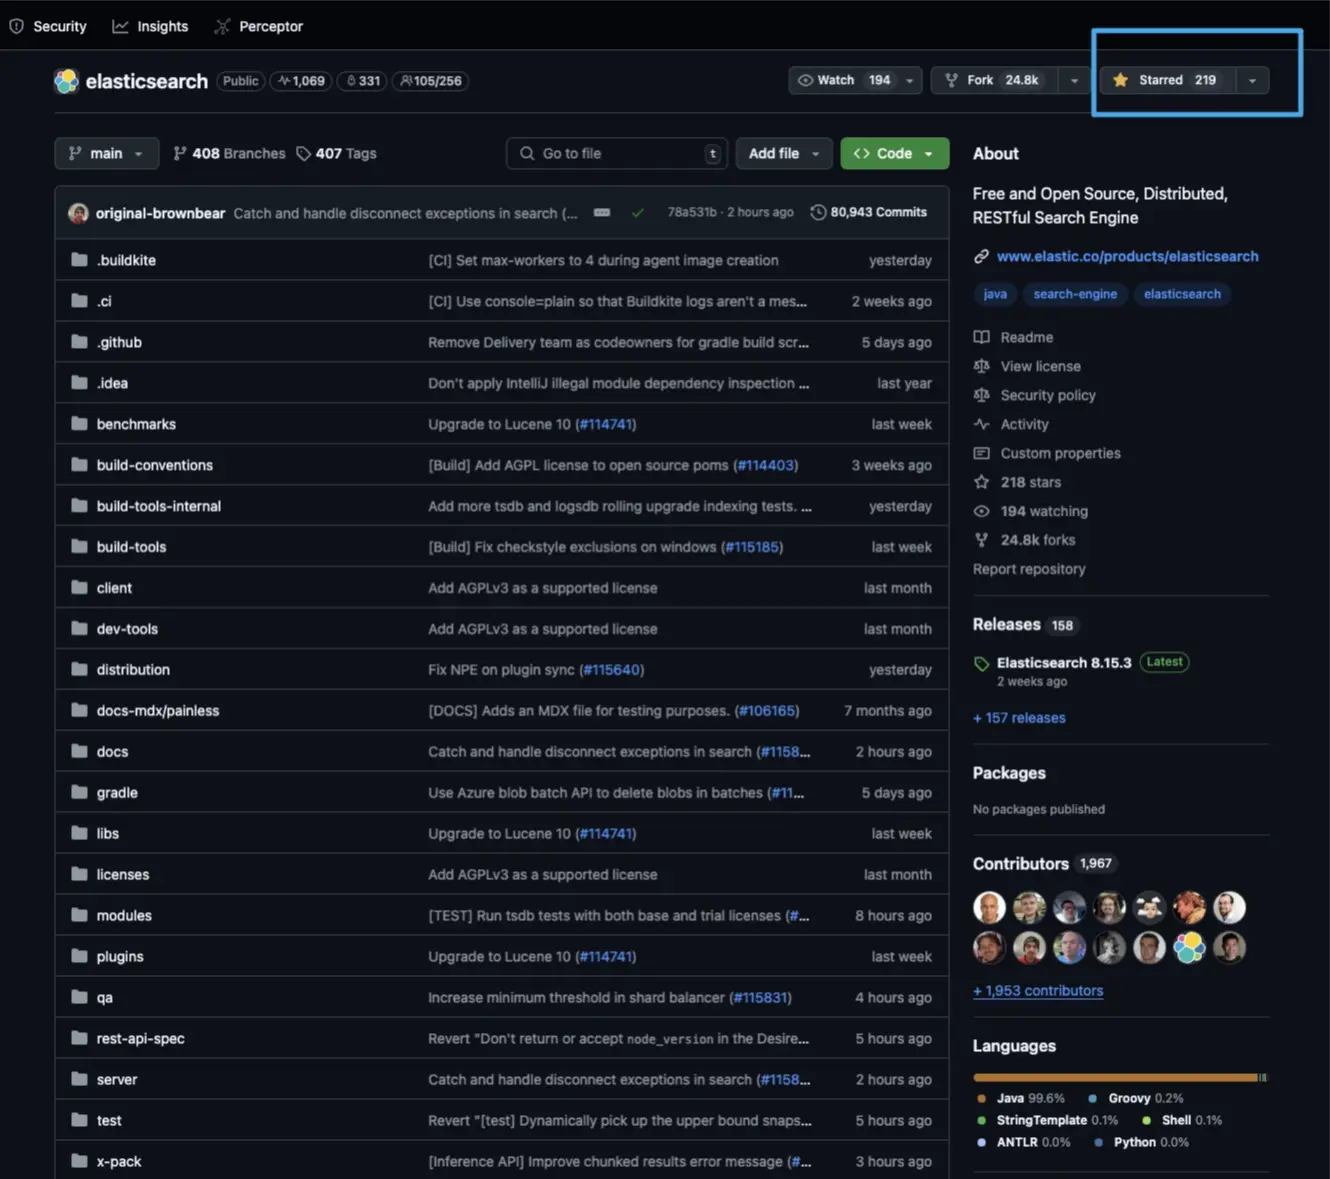 Security Insights Perceptor
elasticsearch Public 1,069 331 105/256 Watch 194 Fork 24.8k Starred 219
main 408 Branches 407 Tags Go to file t Add file Code
original-brownbear Catch and handle disconnect exceptions in search (... 78a531b · 2 hours ago 80,943 Commits
.buildkite [CI] Set max-workers to 4 during agent image creation yesterday
.ci [CI] Use console=plain so that Buildkite logs aren't a mes... 2 weeks ago
.github Remove Delivery team as codeowners for gradle build scr... 5 days ago
.idea Don't apply IntelliJ illegal module dependency inspection ... last year
benchmarks Upgrade to Lucene 10 (#114741) last week
build-conventions [Build] Add AGPL license to open source poms (#114403) 3 weeks ago
build-tools-internal Add more tsdb and logsdb rolling upgrade indexing tests. ... yesterday
build-tools [Build] Fix checkstyle exclusions on windows (#115185) last week
client Add AGPLv3 as a supported license last month
dev-tools Add AGPLv3 as a supported license last month
distribution Fix NPE on plugin sync (#115640) yesterday
docs-mdx/painless [DOCS] Adds an MDX file for testing purposes. (#106165) 7 months ago
docs Catch and handle disconnect exceptions in search (#1158... 2 hours ago
gradle Use Azure blob batch API to delete blobs in batches (#11... 5 days ago
libs Upgrade to Lucene 10 (#114741) last week
licenses Add AGPLv3 as a supported license last month
modules [TEST] Run tsdb tests with both base and trial licenses (#... 8 hours ago
plugins Upgrade to Lucene 10 (#114741) last week
qa Increase minimum threshold in shard balancer (#115831) 4 hours ago
rest-api-spec Revert "Don't return or accept node_version in the Desire... 5 hours ago
server Catch and handle disconnect exceptions in search (#1158... 2 hours ago
test Revert "[test] Dynamically pick up the upper bound snaps... 5 hours ago
x-pack [Inference API] Improve chunked results error message (#... 3 hours ago
About
Free and Open Source, Distributed,
RESTful Search Engine
www.elastic.co/products/elasticsearch
java search-engine elasticsearch
Readme
View license
Security policy
Activity
Custom properties
218 stars
194 watching
24.8k forks
Report repository
Releases 158
Elasticsearch 8.15.3 Latest
2 weeks ago
+ 157 releases
Packages
No packages published
Contributors 1,967
+ 1,953 contributors
Languages
Java 99.6% Groovy 0.2%
StringTemplate 0.1% Shell 0.1%
ANTLR 0.0% Python 0.0%